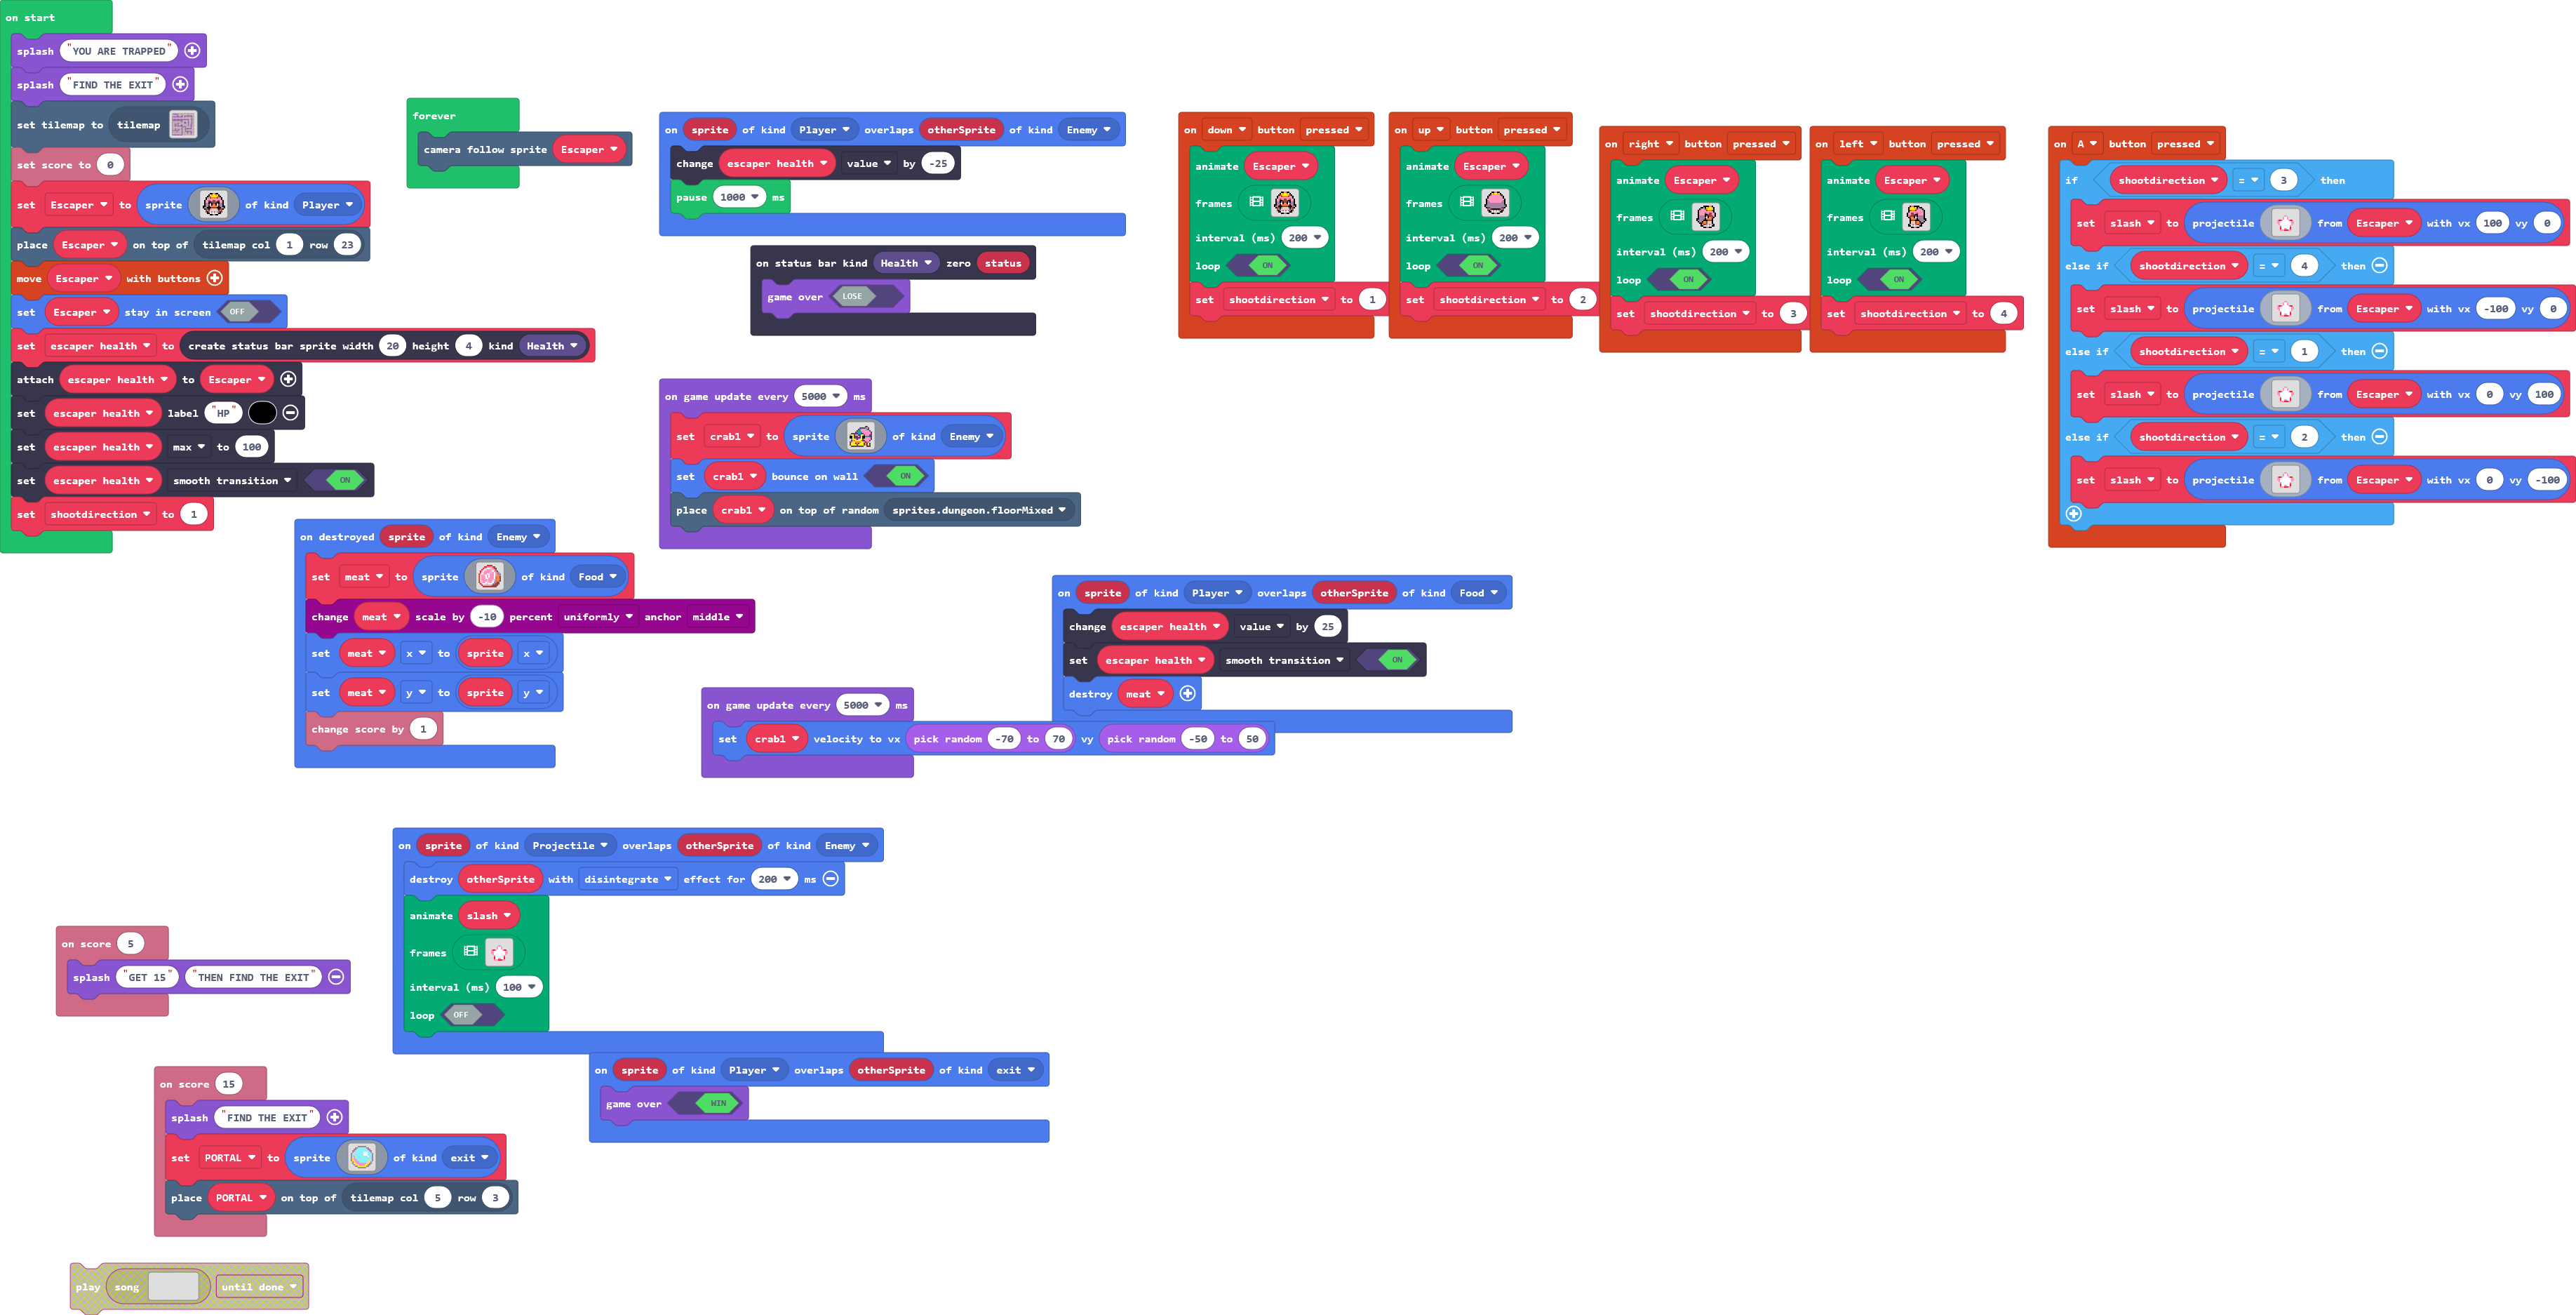 on start
splash "YOU ARE TRAPPED"
splash "FIND THE EXIT"
set tilemap to tilemap
set score to 0
set Escaper to sprite of kind Player
place Escaper on top of tilemap col 1 row 23
move Escaper with buttons
set Escaper stay in screen OFF
set escaper health to create status bar sprite width 20 height 4 kind Health
attach escaper health to Escaper
set escaper health label "HP"
set escaper health max to 100
set escaper health smooth transition ON
set shootdirection to 1
forever
camera follow sprite Escaper
on sprite of kind Player overlaps otherSprite of kind Enemy
change escaper health value by -25
pause 1000 ms
on status bar kind Health zero status
game over LOSE
on down button pressed
animate Escaper
frames
interval (ms) 200
loop ON
set shootdirection to 1
on up button pressed
animate Escaper
frames
interval (ms) 200
loop ON
set shootdirection to 2
on right button pressed
animate Escaper
frames
interval (ms) 200
loop ON
set shootdirection to 3
on left button pressed
animate Escaper
frames
interval (ms) 200
loop ON
set shootdirection to 4
on A button pressed
if shootdirection = 3 then
set slash to projectile from Escaper with vx 100 vy 0
else if shootdirection = 4 then
set slash to projectile from Escaper with vx -100 vy 0
else if shootdirection = 1 then
set slash to projectile from Escaper with vx 0 vy 100
else if shootdirection = 2 then
set slash to projectile from Escaper with vx 0 vy -100
on game update every 5000 ms
set crab1 to sprite of kind Enemy
set crab1 bounce on wall ON
place crab1 on top of random sprites.dungeon.floorMixed
on destroyed sprite of kind Enemy
set meat to sprite of kind Food
change meat scale by -10 percent uniformly anchor middle
set meat x to sprite x
set meat y to sprite y
change score by 1
on sprite of kind Player overlaps otherSprite of kind Food
change escaper health value by 25
set escaper health smooth transition ON
destroy meat
on game update every 5000 ms
set crab1 velocity to vx pick random -70 to 70 vy pick random -50 to 50
on sprite of kind Projectile overlaps otherSprite of kind Enemy
destroy otherSprite with disintegrate effect for 200 ms
animate slash
frames
interval (ms) 100
loop OFF
on score 5
splash "GET 15" "THEN FIND THE EXIT"
on sprite of kind Player overlaps otherSprite of kind exit
game over WIN
on score 15
splash "FIND THE EXIT"
set PORTAL to sprite of kind exit
place PORTAL on top of tilemap col 5 row 3
play song until done